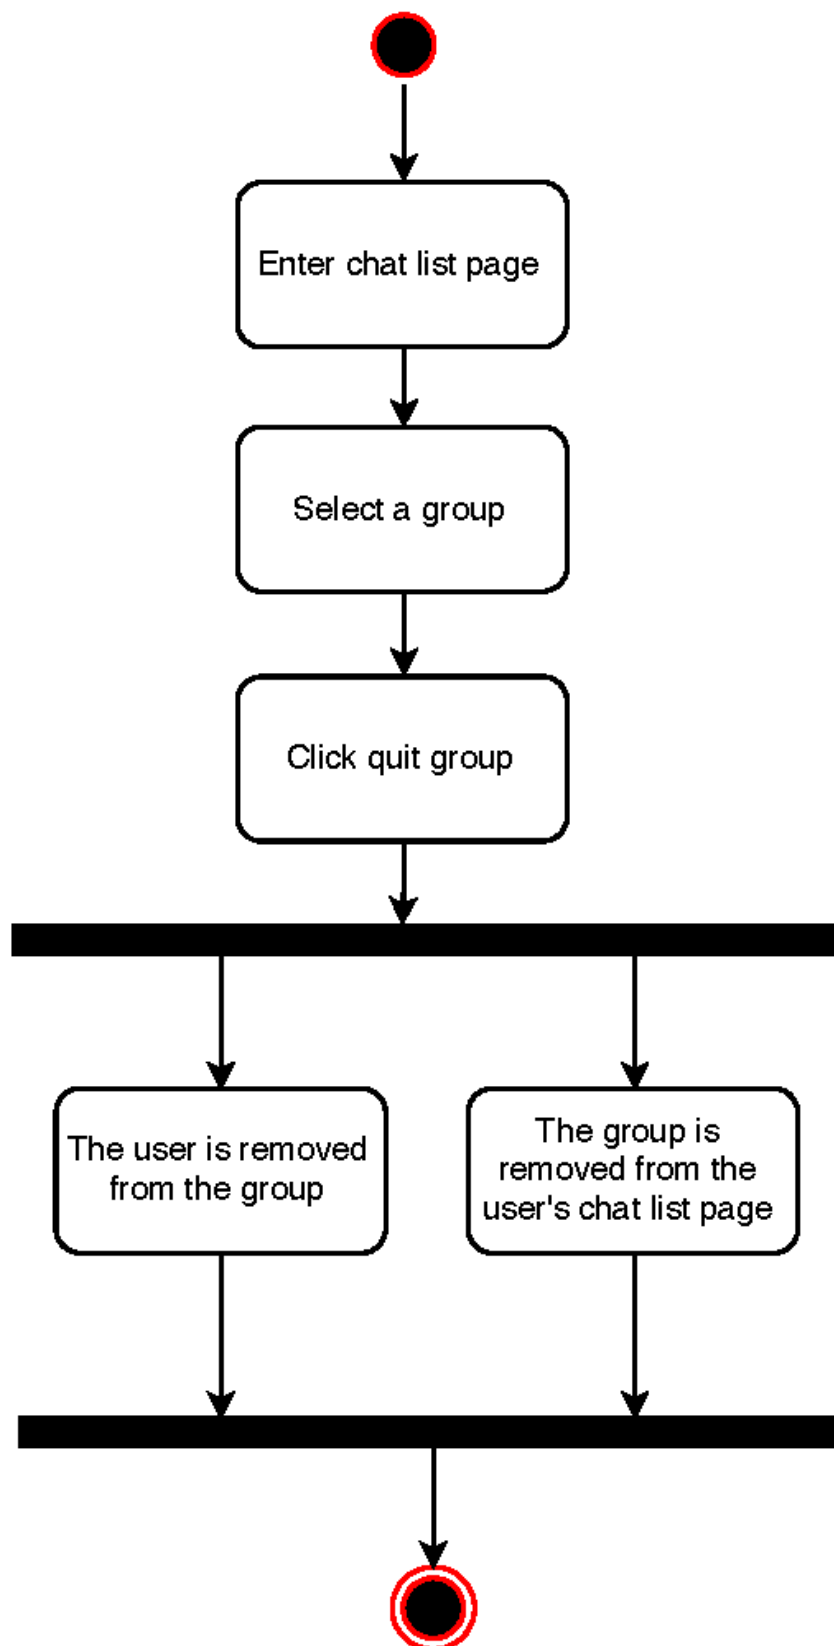 Enter chat list page
Select a group
Click quit group
The user is removed
from the group
The group is
removed from the
user's chat list page